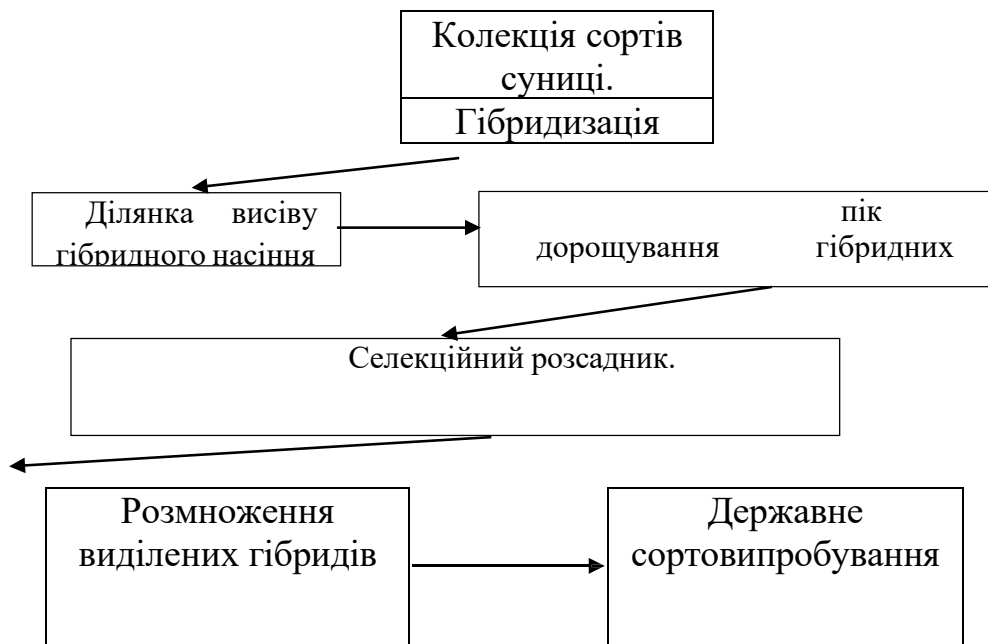 Колекція сортів
суниці.
Гібридизація
Ділянка висіву
гібридного насіння
пік
дорощування гібридних
Селекційний розсадник.
Розмноження
виділених гібридів
Державне
сортовипробування